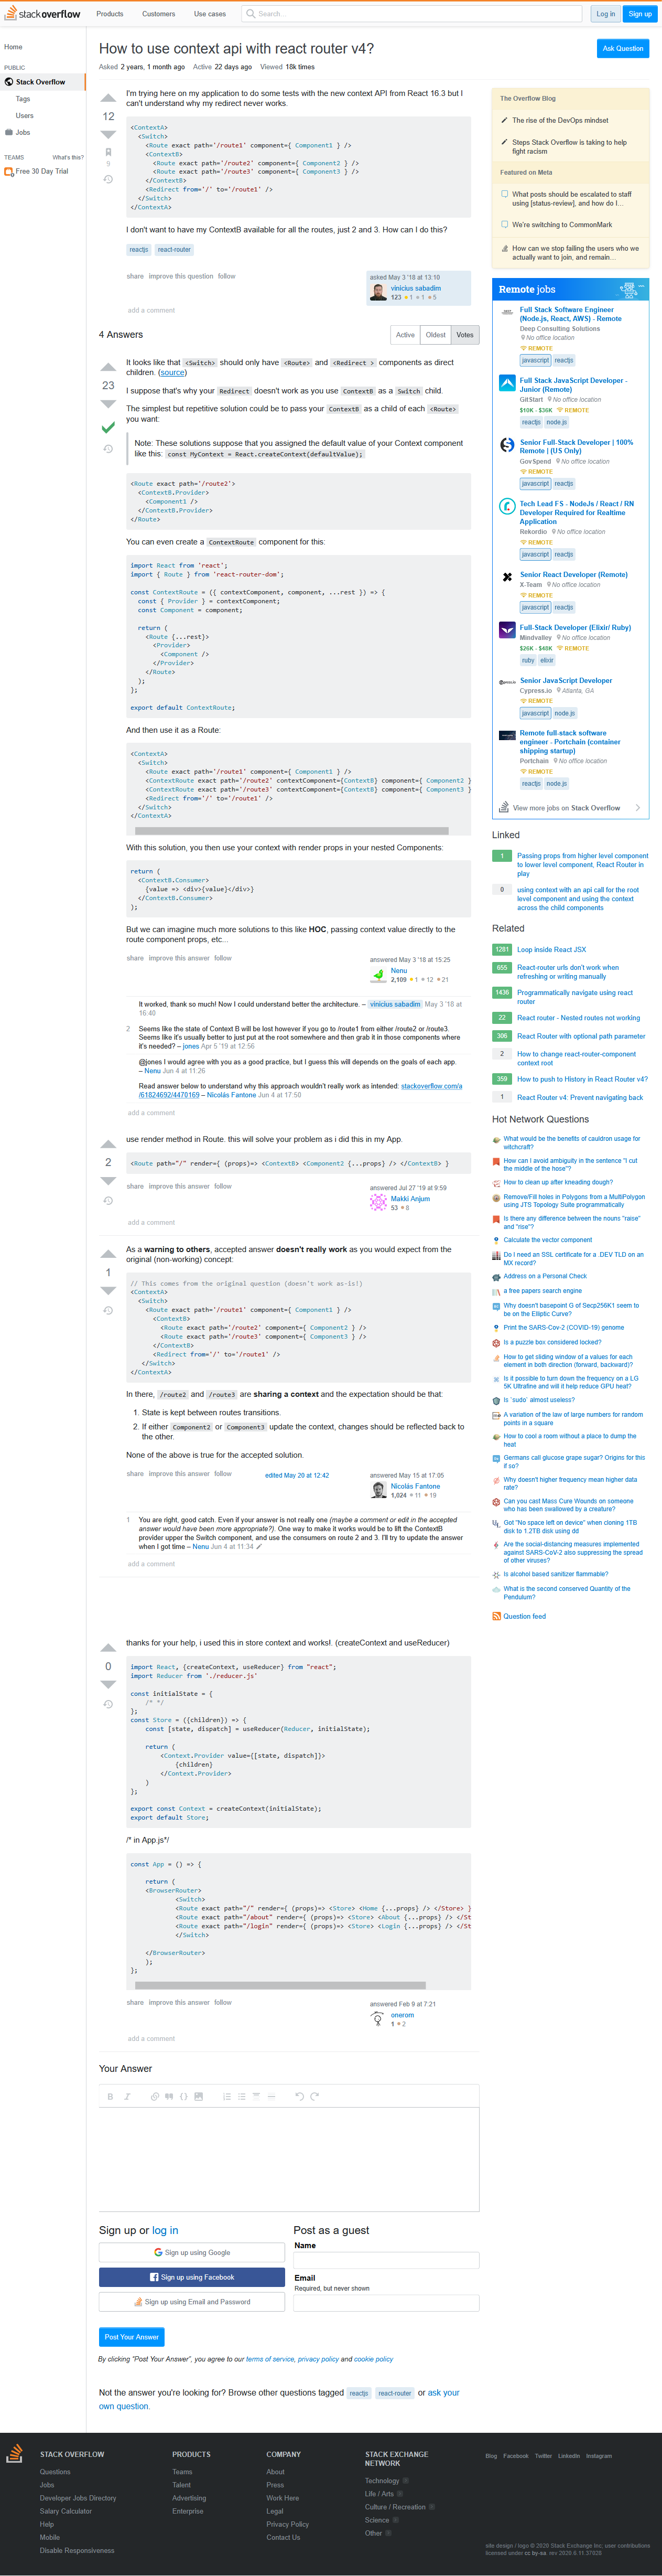 stackoverflow
Products
Customers
Use cases
Search…
Log in
Sign up
Home
PUBLIC
Stack Overflow
Tags
Users
Jobs
TEAMS
What's this?
Free 30 Day Trial
How to use context api with react router v4?
Ask Question
Asked 2 years, 1 month ago Active 22 days ago Viewed 18k times
12
9
I'm trying here on my application to do some tests with the new context API from React 16.3 but I
can't understand why my redirect never works.
<ContextA>
<Switch>
<Route exact path='/route1' component={ Component1 } />
<ContextB>
<Route exact path='/route2' component={ Component2 } />
<Route exact path='/route3' component={ Component3 } />
</ContextB>
<Redirect from='/' to='/route1' />
</Switch>
</ContextA>
I don't want to have my ContextB available for all the routes, just 2 and 3. How can I do this?
reactjs react-router
share improve this question follow
asked May 3 '18 at 13:10
vinicius sabadim
123 1 1 5
add a comment
4 Answers
Active Oldest Votes
23
It looks like that <Switch> should only have <Route> and <Redirect > components as direct
children. (source)
I suppose that's why your Redirect doesn't work as you use ContextB as a Switch child.
The simplest but repetitive solution could be to pass your ContextB as a child of each <Route>
you want:
Note: These solutions suppose that you assigned the default value of your Context component
like this: const MyContext = React.createContext(defaultValue);
<Route exact path='/route2'>
<ContextB.Provider>
<Component1 />
</ContextB.Provider>
</Route>
You can even create a ContextRoute component for this:
import React from 'react';
import { Route } from 'react-router-dom';
const ContextRoute = ({ contextComponent, component, ...rest }) => {
const { Provider } = contextComponent;
const Component = component;
return (
<Route {...rest}>
<Provider>
<Component />
</Provider>
</Route>
);
};
export default ContextRoute;
And then use it as a Route:
<ContextA>
<Switch>
<Route exact path='/route1' component={ Component1 } />
<ContextRoute exact path='/route2' contextComponent={ContextB} component={ Component2 }
<ContextRoute exact path='/route3' contextComponent={ContextB} component={ Component3 }
<Redirect from='/' to='/route1' />
</Switch>
</ContextA>
With this solution, you then use your context with render props in your nested Components:
return (
<ContextB.Consumer>
{value => <div>{value}</div>}
</ContextB.Consumer>
);
But we can imagine much more solutions to this like HOC, passing context value directly to the
route component props, etc...
share improve this answer follow
answered May 3 '18 at 15:25
Nenu
2,109 1 12 21
It worked, thank so much! Now I could understand better the architecture. – vinicius sabadim May 3 '18 at
16:40
2
Seems like the state of Context B will be lost however if you go to /route1 from either /route2 or /route3.
Seems like it's usually better to just put at the root somewhere and then grab it in those components where
it's needed? – jones Apr 5 '19 at 12:56
@jones I would agree with you as a good practice, but I guess this will depends on the goals of each app.
– Nenu Jun 4 at 11:26
Read answer below to understand why this approach wouldn't really work as intended: stackoverflow.com/a
/61824692/4470169 – Nicolás Fantone Jun 4 at 17:50
add a comment
2
use render method in Route. this will solve your problem as i did this in my App.
<Route path="/" render={ (props)=> <ContextB> <Component2 {...props} /> </ContextB> }
share improve this answer follow
answered Jul 27 '19 at 9:59
Makki Anjum
53 8
add a comment
1
As a warning to others, accepted answer doesn't really work as you would expect from the
original (non-working) concept:
// This comes from the original question (doesn't work as-is!)
<ContextA>
<Switch>
<Route exact path='/route1' component={ Component1 } />
<ContextB>
<Route exact path='/route2' component={ Component2 } />
<Route exact path='/route3' component={ Component3 } />
</ContextB>
<Redirect from='/' to='/route1' />
</Switch>
</ContextA>
In there, /route2 and /route3 are sharing a context and the expectation should be that:
1. State is kept between routes transitions.
2. If either Component2 or Component3 update the context, changes should be reflected back to
the other.
None of the above is true for the accepted solution.
share improve this answer follow
edited May 20 at 12:42
answered May 15 at 17:05
Nicolás Fantone
1,024 11 19
1
You are right, good catch. Even if your answer is not really one (maybe a comment or edit the accepted
answer would have been more appropriate?). One way to make it works would be to lift the ContextB
provider upper the Switch component, and use the consumers on route 2 and 3. I'll try to update the answer
when I got time – Nenu Jun 4 at 11:34
add a comment
0
thanks for your help, i used this in store context and works!. (createContext and useReducer)
import React, {createContext, useReducer} from "react";
import Reducer from './reducer.js'
const initialState = {
/* */
};
const Store = ({children}) => {
const [state, dispatch] = useReducer(Reducer, initialState);
return (
<Context.Provider value={[state, dispatch]}>
{children}
</Context.Provider>
)
};
export const Context = createContext(initialState);
export default Store;
/* in App.js*/
const App = () => {
return (
<BrowserRouter>
<Switch>
<Route exact path="/" render={ (props)=> <Store> <Home {...props} /> </Store> }
<Route exact path="/about" render={ (props)=> <Store> <About {...props} /> </St
<Route exact path="/login" render={ (props)=> <Store> <Login {...props} /> </St
</Switch>
</BrowserRouter>
);
};
share improve this answer follow
answered Feb 9 at 7:21
onerom
1 2
add a comment
Your Answer
Sign up or log in
Sign up using Google
Sign up using Facebook
Sign up using Email and Password
Post as a guest
Name
Email
Required, but never shown
Post Your Answer
By clicking "Post Your Answer", you agree to our terms of service, privacy policy and cookie policy
Not the answer you're looking for? Browse other questions tagged reactjs react-router or ask your
own question.
The Overflow Blog
The rise of the DevOps mindset
Steps Stack Overflow is taking to help
fight racism
Featured on Meta
What posts should be escalated to staff
using [status-review], and how do I…
We're switching to CommonMark
How can we stop failing the users who we
actually want to join, and remain…
Remote jobs
Full Stack Software Engineer
(Node.js, React, AWS) - Remote
Deep Consulting Solutions
No office location
REMOTE
javascript reactjs
Full Stack JavaScript Developer -
Junior (Remote)
GitStart No office location
$10K - $36K REMOTE
reactjs node.js
Senior Full-Stack Developer | 100%
Remote | (US Only)
GovSpend No office location
REMOTE
javascript reactjs
Tech Lead FS - NodeJs / React / RN
Developer Required for Realtime
Application
Rekordio No office location
REMOTE
javascript reactjs
Senior React Developer (Remote)
X-Team No office location
REMOTE
javascript reactjs
Full-Stack Developer (Elixir/ Ruby)
Mindvalley No office location
$26K - $46K REMOTE
ruby elixir
Senior JavaScript Developer
Cypress.io Atlanta, GA
REMOTE
javascript node.js
Remote full-stack software
engineer - Portchain (container
shipping startup)
Portchain No office location
REMOTE
reactjs node.js
View more jobs on Stack Overflow
Linked
1 Passing props from higher level component
to lower level component, React Router in
play
0 using context with an api call for the root
level component and using the context
across the child components
Related
1281 Loop inside React JSX
655 React-router urls don't work when
refreshing or writing manually
1436 Programmatically navigate using react
router
22 React router - Nested routes not working
306 React Router with optional path parameter
2 How to change react-router-component
context root
359 How to push to History in React Router v4?
1 React Router v4: Prevent navigating back
Hot Network Questions
What would be the benefits of cauldron usage for
witchcraft?
How can I avoid ambiguity in the sentence "I cut
the middle of the hose"?
How to clean up after kneading dough?
Remove/Fill holes in Polygons from a MultiPolygon
using JTS Topology Suite programmatically
Is there any difference between the nouns "raise"
and "rise"?
Calculate the vector component
Do I need an SSL certificate for a .DEV TLD on an
MX record?
Address on a Personal Check
a free papers search engine
Why doesn't basepoint G of Secp256K1 seem to
be on the Elliptic Curve?
Print the SARS-Cov-2 (COVID-19) genome
Is a puzzle box considered locked?
How to get sliding window of a values for each
element in both direction (forward, backward)?
Is it possible to turn down the frequency on a LG
5K Ultrafine and will it help reduce GPU heat?
Is `sudo` almost useless?
A variation of the law of large numbers for random
points in a square
How to cool a room without a place to dump the
heat
Germans call glucose grape sugar? Origins for this
if so?
Why doesn't higher frequency mean higher data
rate?
Can you cast Mass Cure Wounds on someone
who has been swallowed by a creature?
Got "No space left on device" when cloning 1TB
disk to 1.2TB disk using dd
Are the social-distancing measures implemented
against SARS-CoV-2 also suppressing the spread
of other viruses?
Is alcohol based sanitizer flammable?
What is the second conserved Quantity of the
Pendulum?
Question feed
STACK OVERFLOW
Questions
Jobs
Developer Jobs Directory
Salary Calculator
Help
Mobile
Disable Responsiveness
PRODUCTS
Teams
Talent
Advertising
Enterprise
COMPANY
About
Press
Work Here
Legal
Privacy Policy
Contact Us
STACK EXCHANGE
NETWORK
Technology
Life / Arts
Culture / Recreation
Science
Other
Blog Facebook Twitter LinkedIn Instagram
site design / logo © 2020 Stack Exchange Inc; user contributions
licensed under cc by-sa. rev 2020.6.11.37028